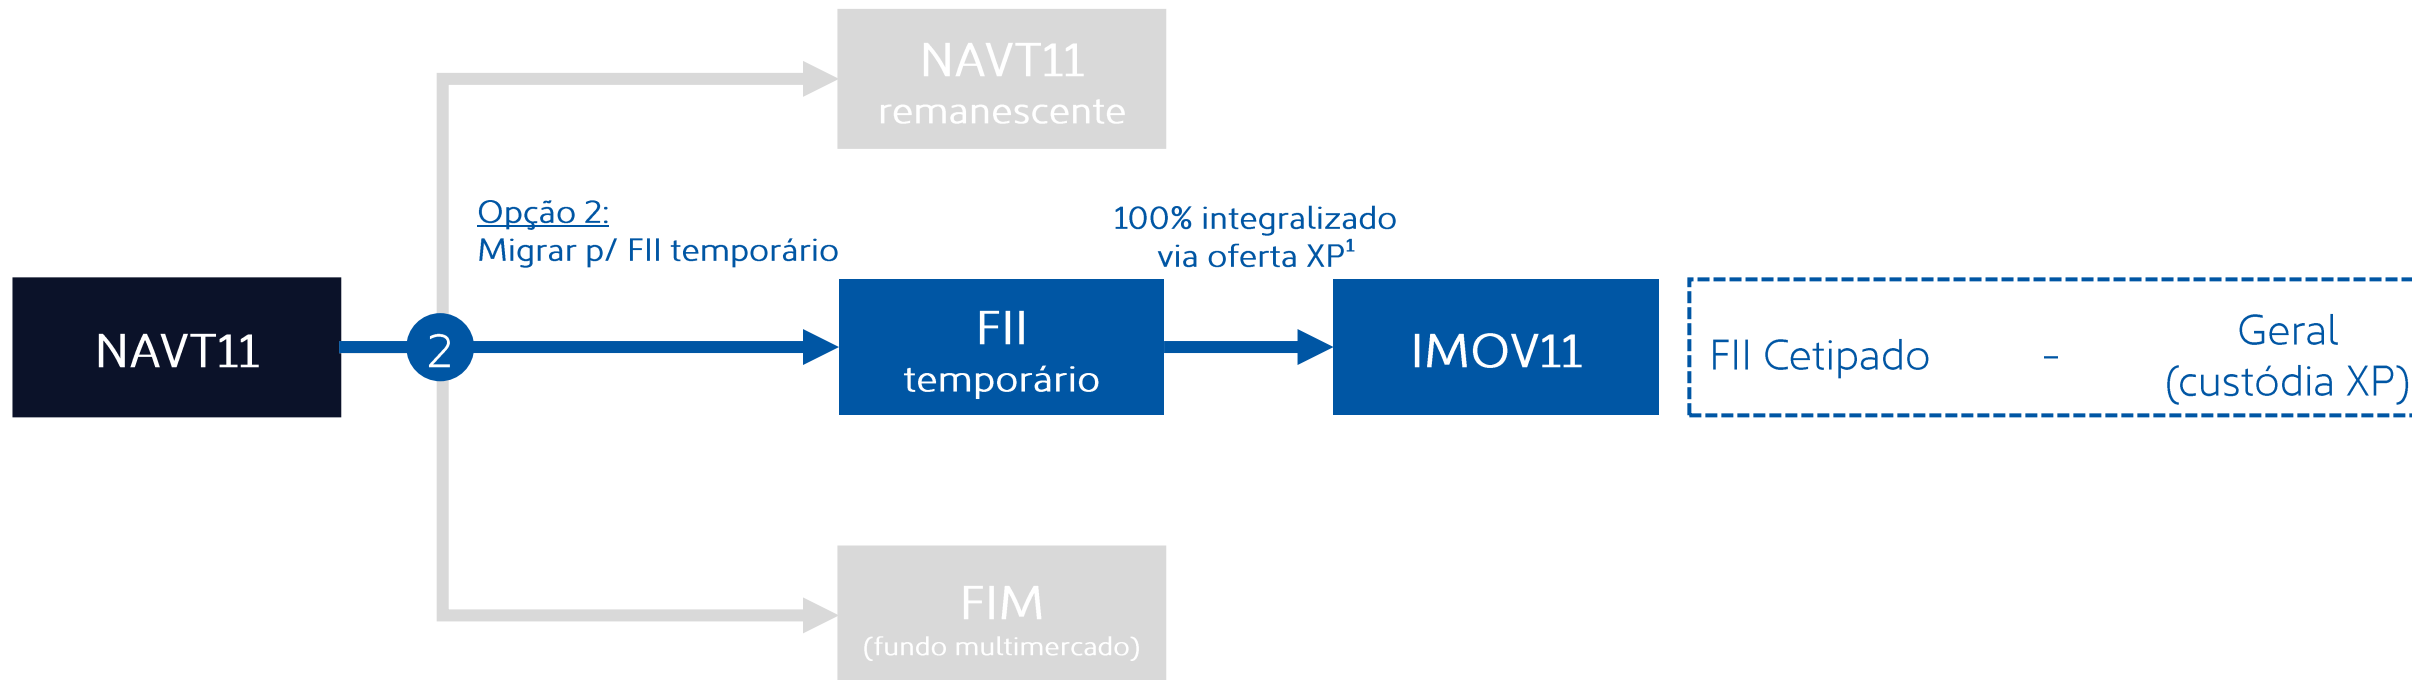 NAVT11
remanescente
Opção 2:
Migrar p/ FII temporário
100% integralizado
via oferta XP¹
NAVT11
2
FII
temporário
IMOV11
FII Cetipado
-
Geral
(custódia XP)
FIM
(fundo multimercado)